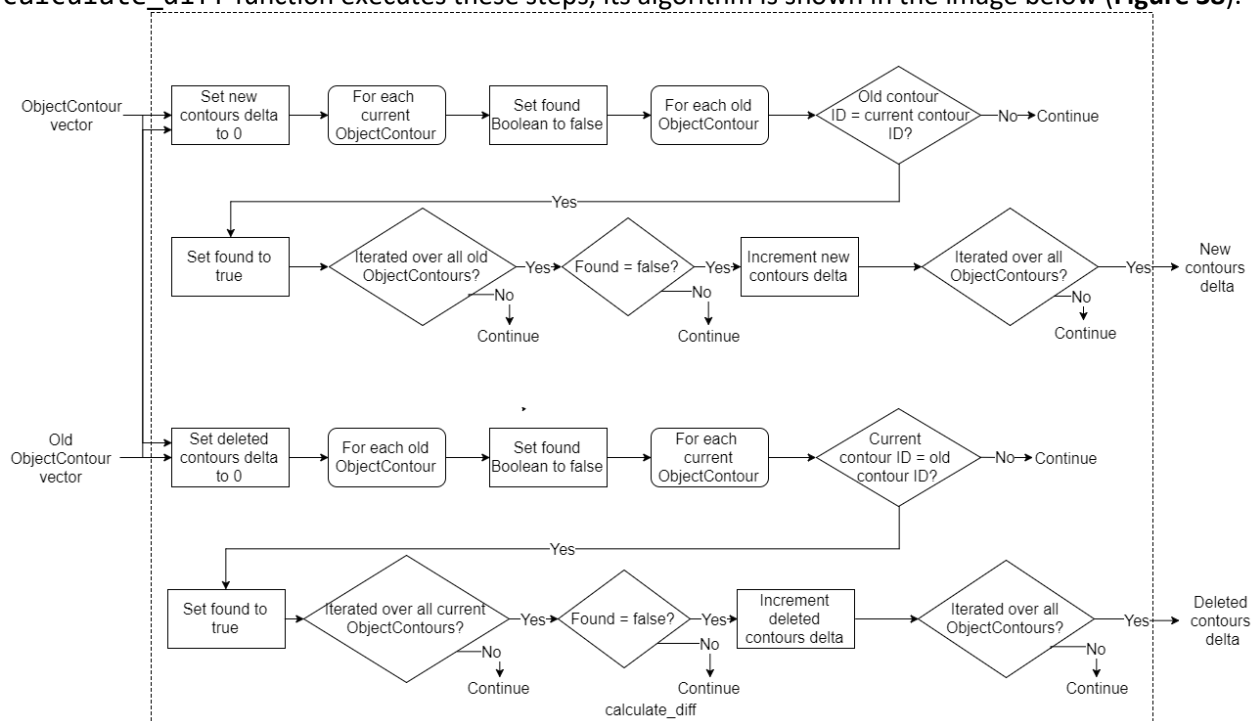 calculate_diff function executes these steps, its algorithm is shown in the image below (Figure 38):
ObjectContour
vector
Set new
contours delta
to 0
For each
current
ObjectContour
Set found
Boolean to false
For each old
ObjectContour
Old contour
ID = current contour
ID?
No
Continue
Yes
Set found to
true
Iterated over all old
ObjectContours?
Yes
No
Continue
Found = false?
Yes
No
Continue
Increment new
contours delta
Iterated over all
ObjectContours?
Yes
No
Continue
New
contours
delta
Old
ObjectContour
vector
Set deleted
contours delta
to 0
For each old
ObjectContour
Set found
Boolean to false
For each
current
ObjectContour
Current
contour ID = old
contour ID?
No
Continue
Yes
Set found to
true
Iterated over all current
ObjectContours?
Yes
No
Continue
Found = false?
Yes
No
Continue
Increment
deleted
contours delta
Iterated over all
ObjectContours?
Yes
No
Continue
Deleted
contours
delta
calculate_diff